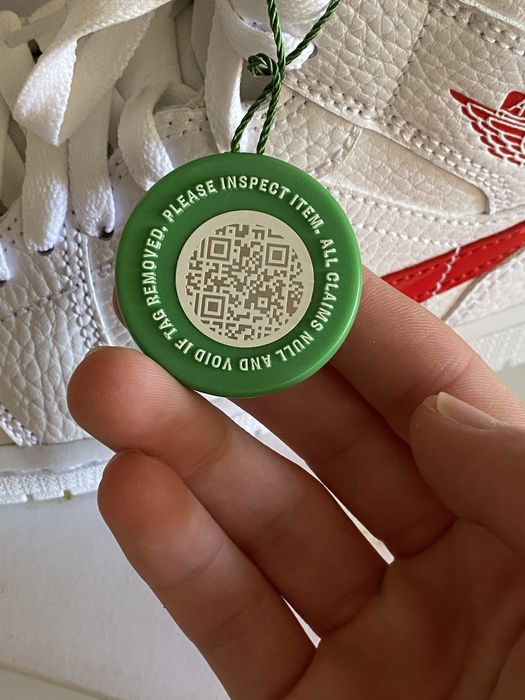 PLEASE INSPECT ITEM. ALL CLAIMS NULL AND VOID IF TAG REMOVED.